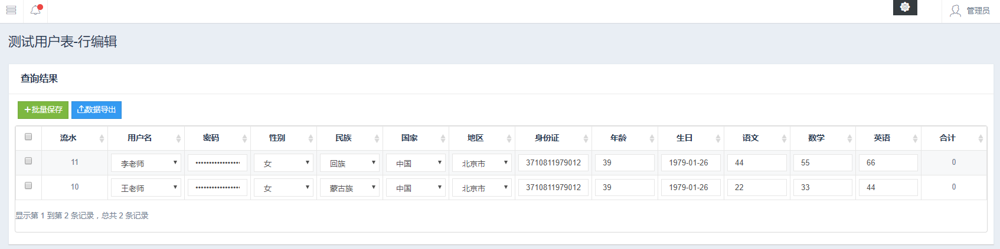 管理员
测试用户表-行编辑
查询结果
+批量保存 数据导出
流水 用户名 密码 性别 民族 国家 地区 身份证 年龄 生日 语文 数学 英语 合计
11 李老师 •••••••••••••••• 女 回族 中国 北京市 3710811979012 39 1979-01-26 44 55 66 0
10 王老师 •••••••••••••••• 女 蒙古族 中国 北京市 3710811979012 39 1979-01-26 22 33 44 0
显示第 1 到第 2 条记录，总共 2 条记录